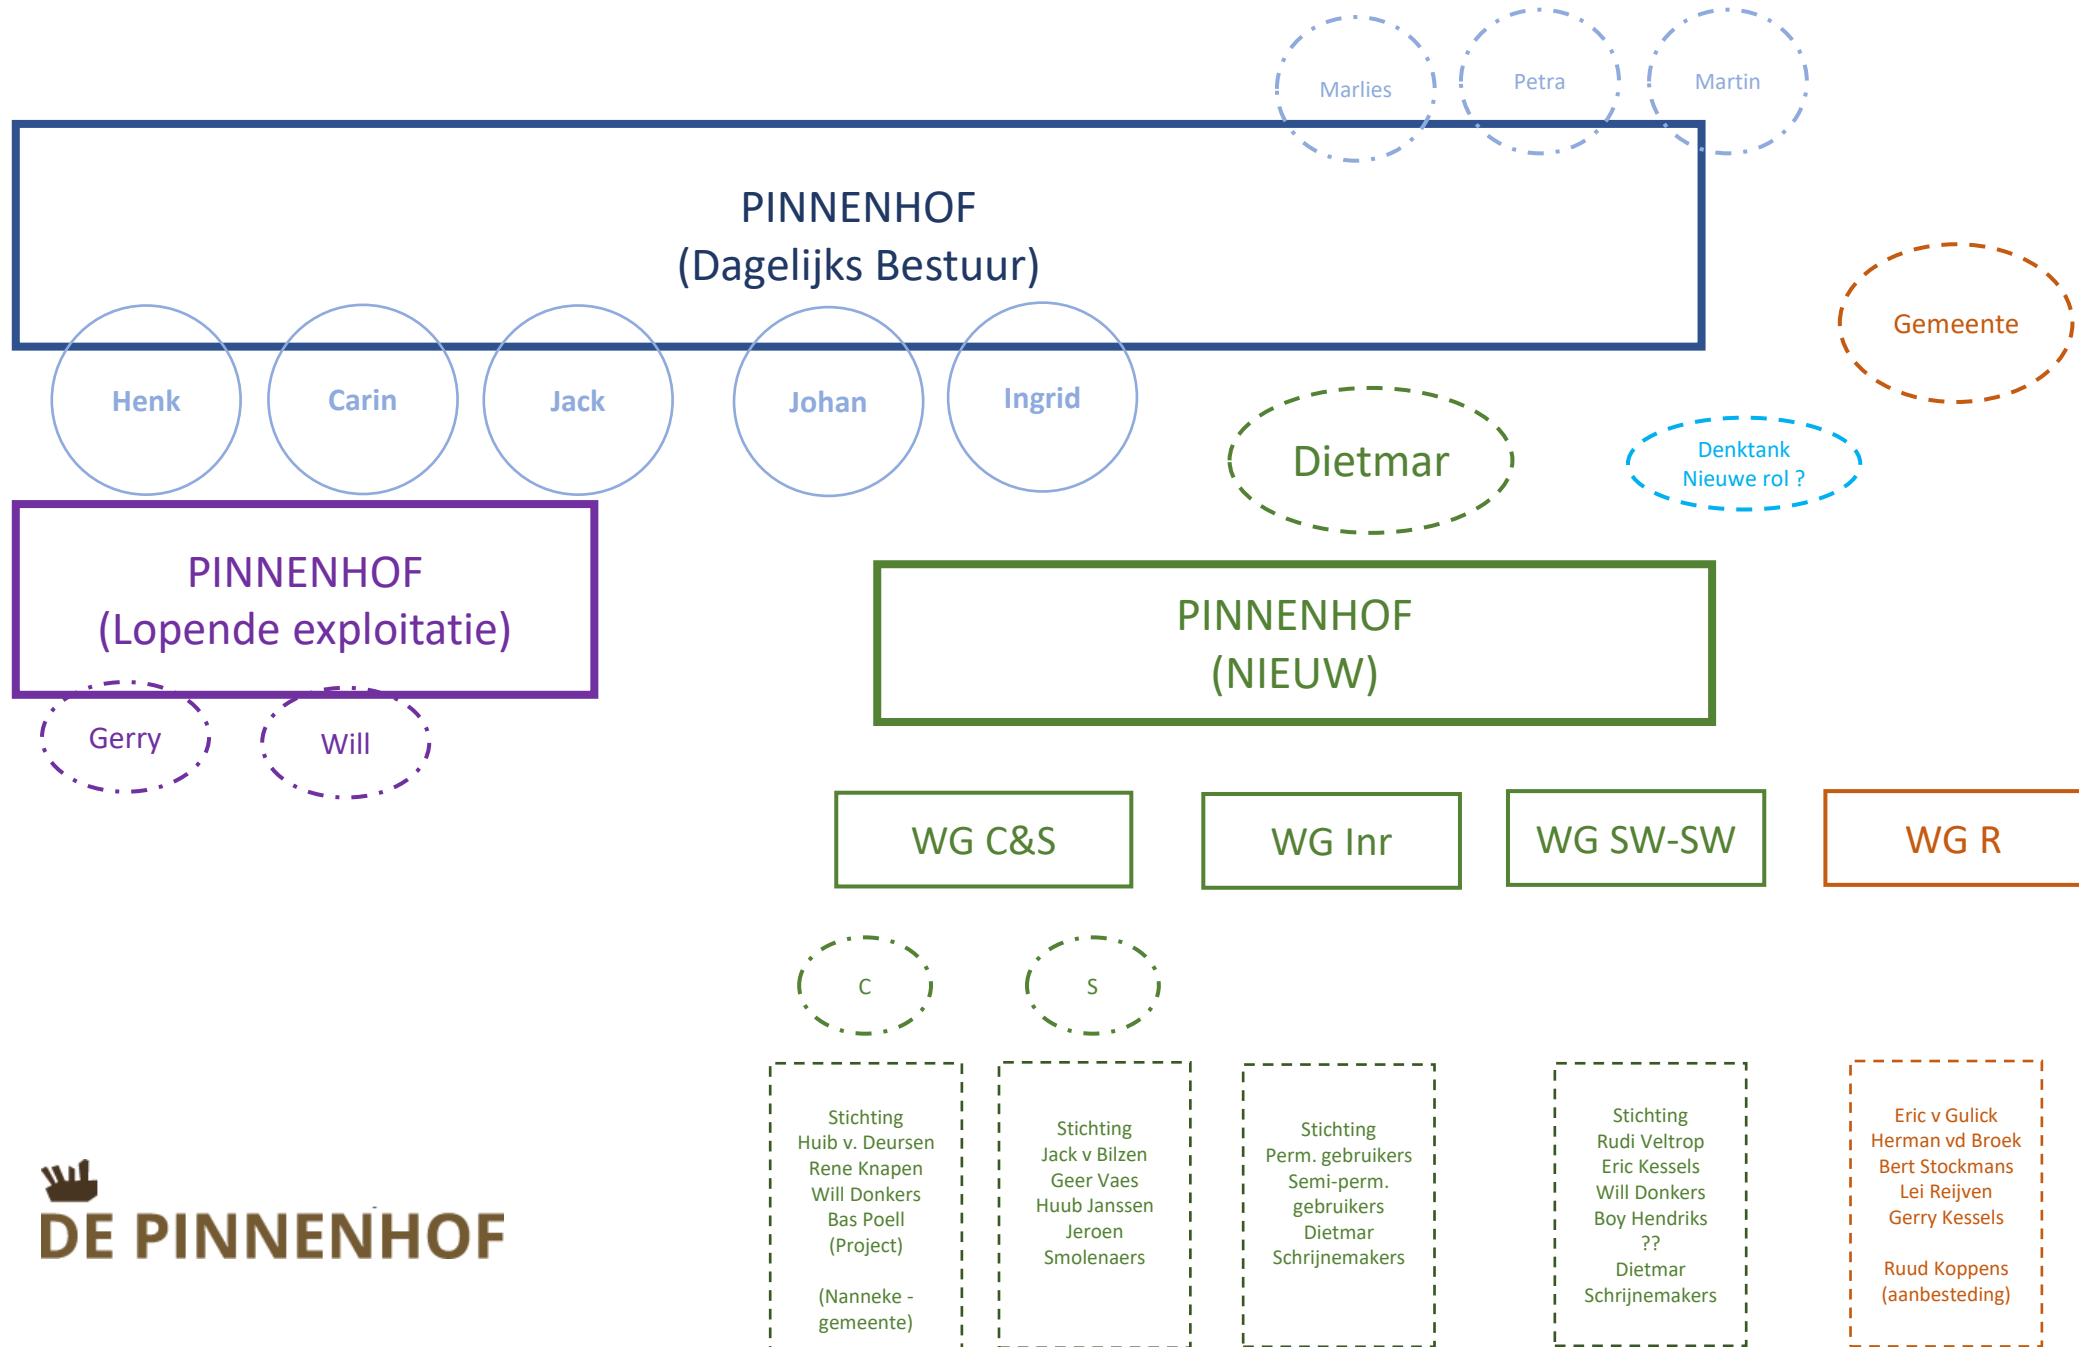 Marlies
Petra
Martin
PINNENHOF
(Dagelijks Bestuur)
Gemeente
Henk
Carin
Jack
Johan
Ingrid
Dietmar
Denktank
Nieuwe rol ?
PINNENHOF
(Lopende exploitatie)
PINNENHOF
(NIEUW)
Gerry
Will
WG C&S
WG Inr
WG SW-SW
WG R
C
S
Stichting
Huib v. Deursen
Rene Knapen
Will Donkers
Bas Poell
(Project)
(Nanneke -
gemeente)
Stichting
Jack v Bilzen
Geer Vaes
Huub Janssen
Jeroen
Smolenaers
Stichting
Perm. gebruikers
Semi-perm.
gebruikers
Dietmar
Schrijnemakers
Stichting
Rudi Veltrop
Eric Kessels
Will Donkers
Boy Hendriks
??
Dietmar
Schrijnemakers
Eric v Gulick
Herman vd Broek
Bert Stockmans
Lei Reijven
Gerry Kessels
Ruud Koppens
(aanbesteding)
DE PINNENHOF